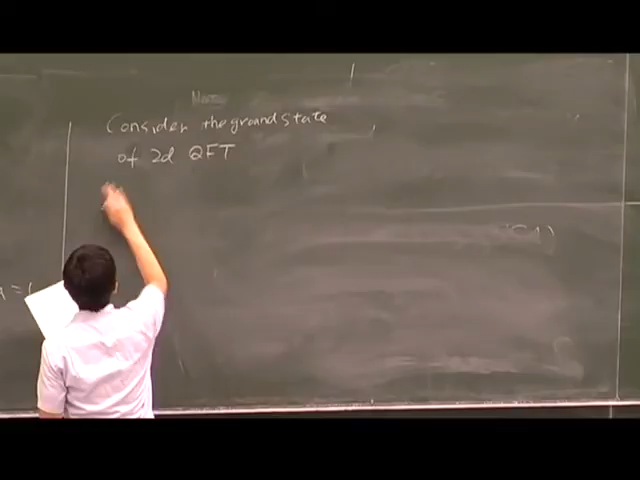 Consider the ground state
of 2d QFT